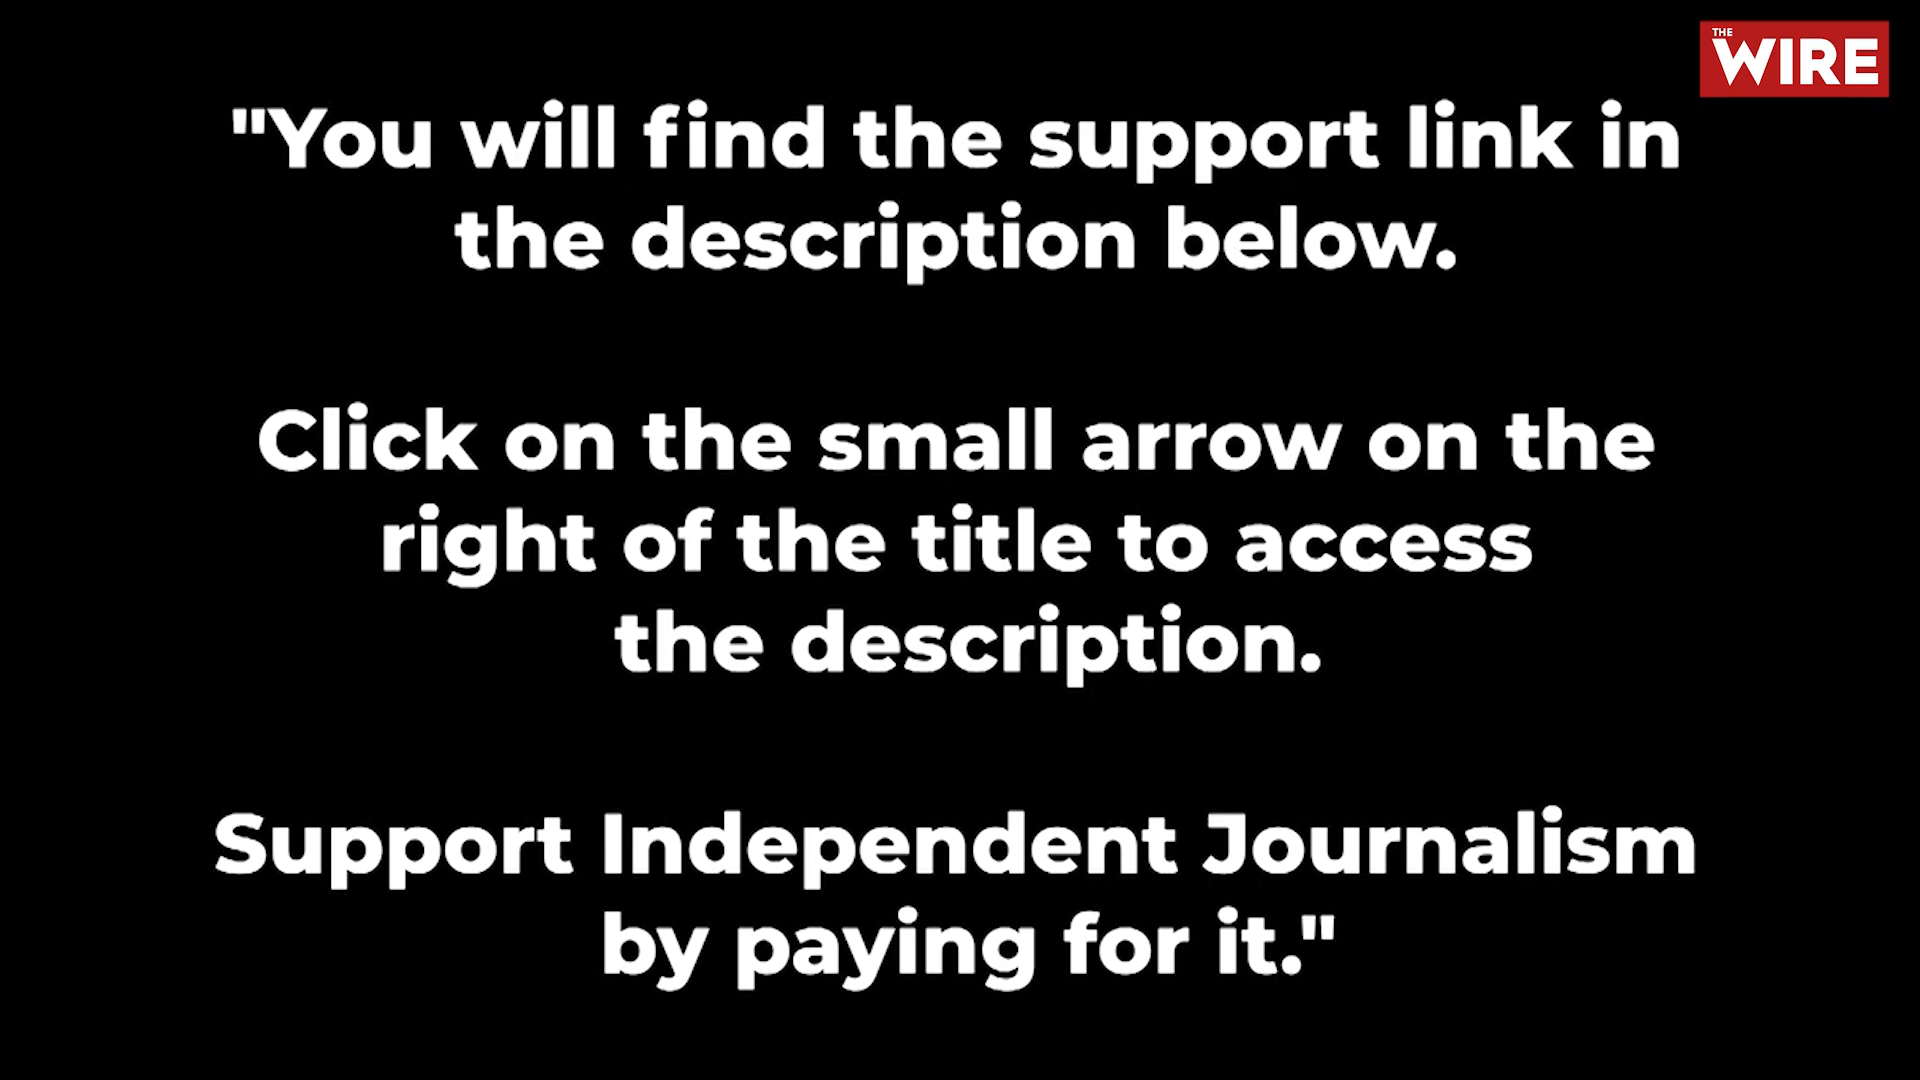 THE
WIRE
"You will find the support link in
the description below.
Click on the small arrow on the
right of the title to access
the description.
Support Independent Journalism
by paying for it."